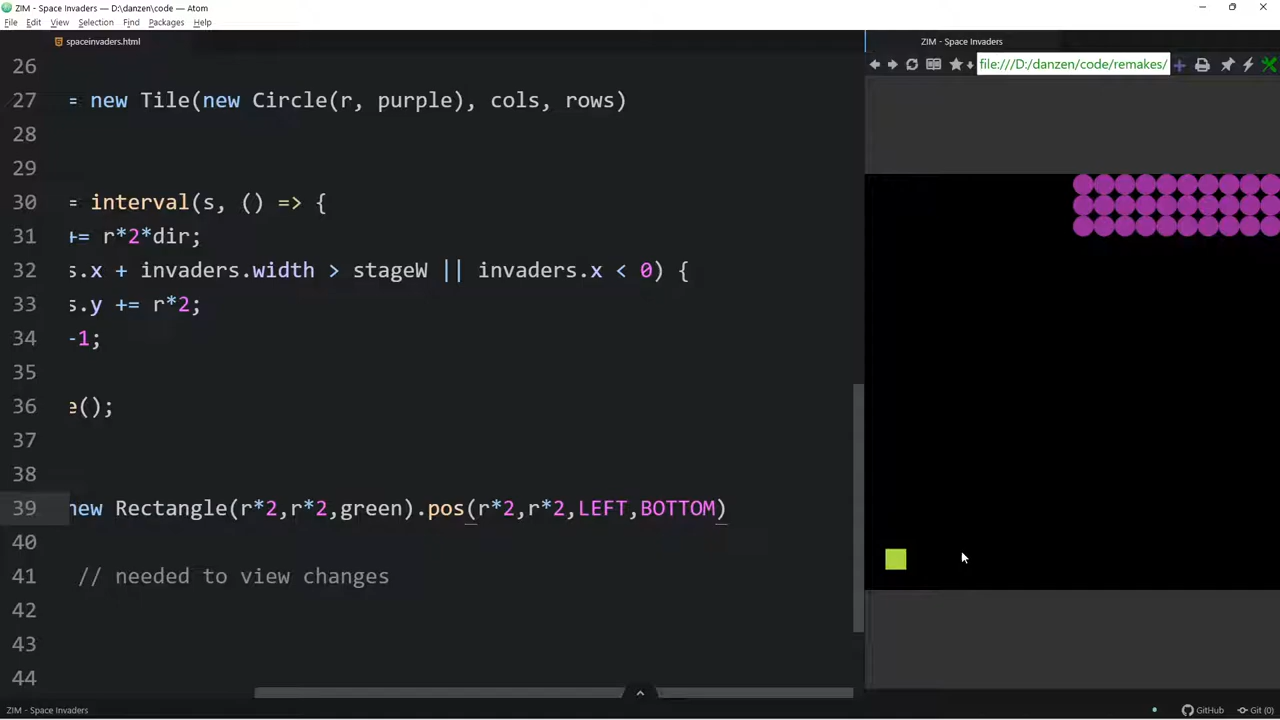 ZIM - Space Invaders — D:\danzen\code — Atom
File Edit View Selection Find Packages Help
spaceinvaders.html
ZIM - Space Invaders
file:///D:/danzen/code/remakes/
26
27 = new Tile(new Circle(r, purple), cols, rows)
28
29
30 = interval(s, () => {
31 += r*2*dir;
32 s.x + invaders.width > stageW || invaders.x < 0) {
33 s.y += r*2;
34 -1;
35
36 e();
37
38
39 new Rectangle(r*2,r*2,green).pos(r*2,r*2,LEFT,BOTTOM)
40
41 // needed to view changes
42
43
44
ZIM - Space Invaders
GitHub Git (0)